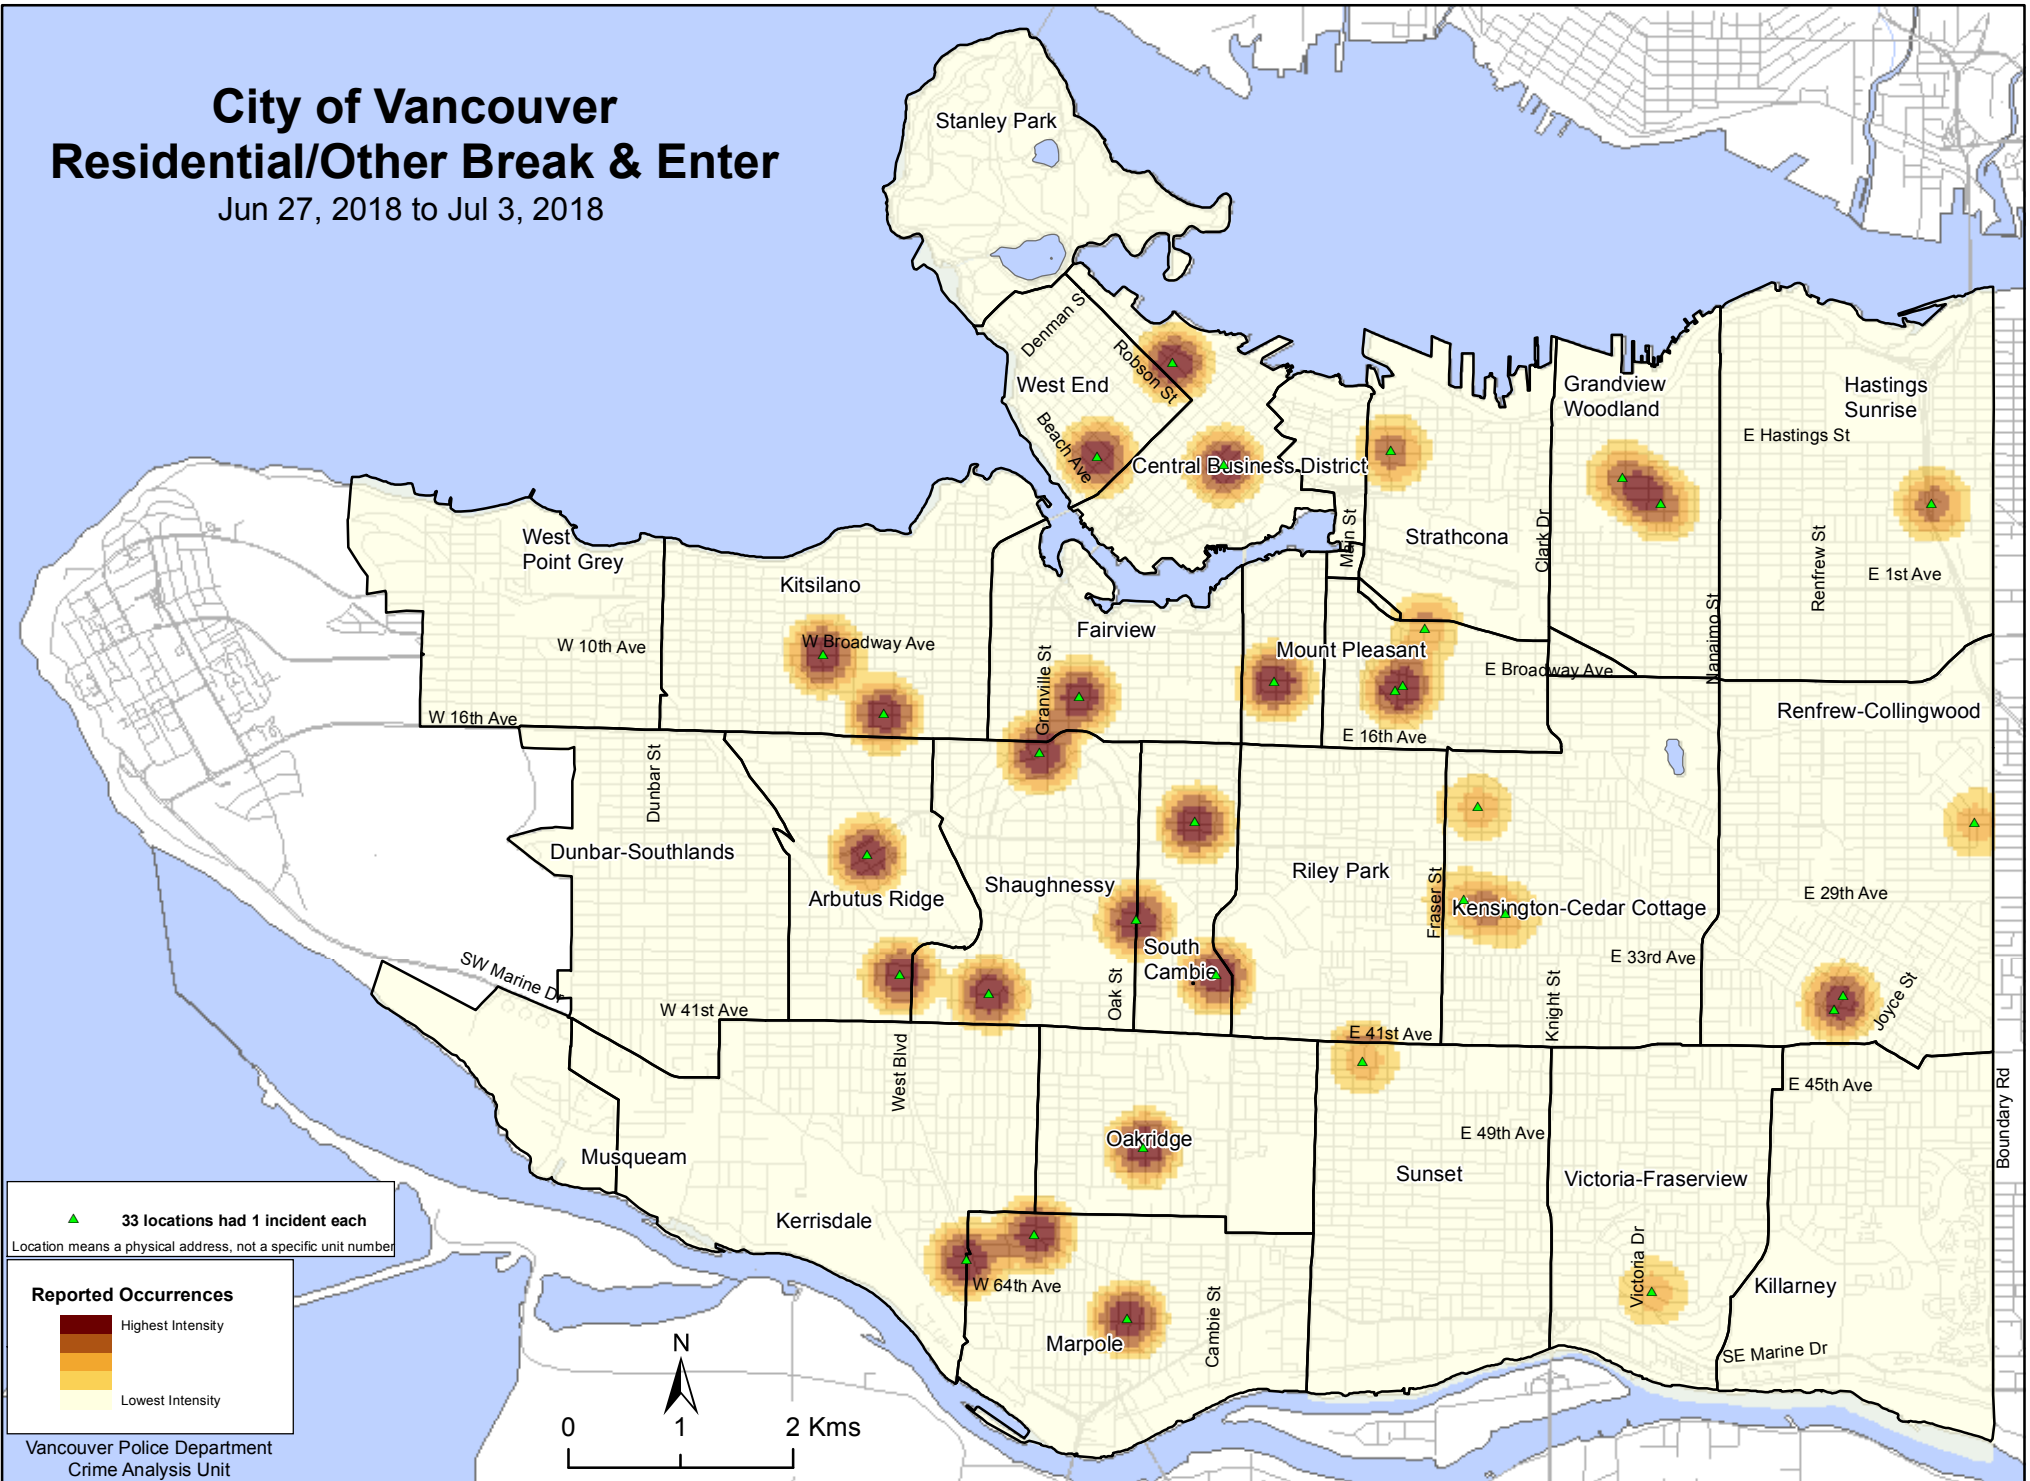 City of Vancouver
Residential/Other Break & Enter
Jun 27, 2018 to Jul 3, 2018
Stanley Park
Denman S
Robson St
West End
Beach Ave
Central Business District
Grandview
Woodland
Hastings
Sunrise
E Hastings St
Main St
Strathcona
Clark Dr
Renfrew St
E 1st Ave
Nanaimo St
West
Point Grey
Kitsilano
W 10th Ave
W Broadway Ave
Fairview
Granville St
Mount Pleasant
E Broadway Ave
W 16th Ave
E 16th Ave
Renfrew-Collingwood
Dunbar St
Dunbar-Southlands
Arbutus Ridge
Shaughnessy
Riley Park
Fraser St
Kensington-Cedar Cottage
E 29th Ave
South
Cambie
E 33rd Ave
SW Marine Dr
W 41st Ave
Oak St
Knight St
Joyce St
E 41st Ave
West Blvd
E 45th Ave
Boundary Rd
Oakridge
E 49th Ave
Musqueam
Sunset
Victoria-Fraserview
Kerrisdale
Victoria Dr
W 64th Ave
Killarney
Marpole
Cambie St
SE Marine Dr
33 locations had 1 incident each
Location means a physical address, not a specific unit number
Reported Occurrences
Highest Intensity
Lowest Intensity
N
0 1 2 Kms
Vancouver Police Department
Crime Analysis Unit